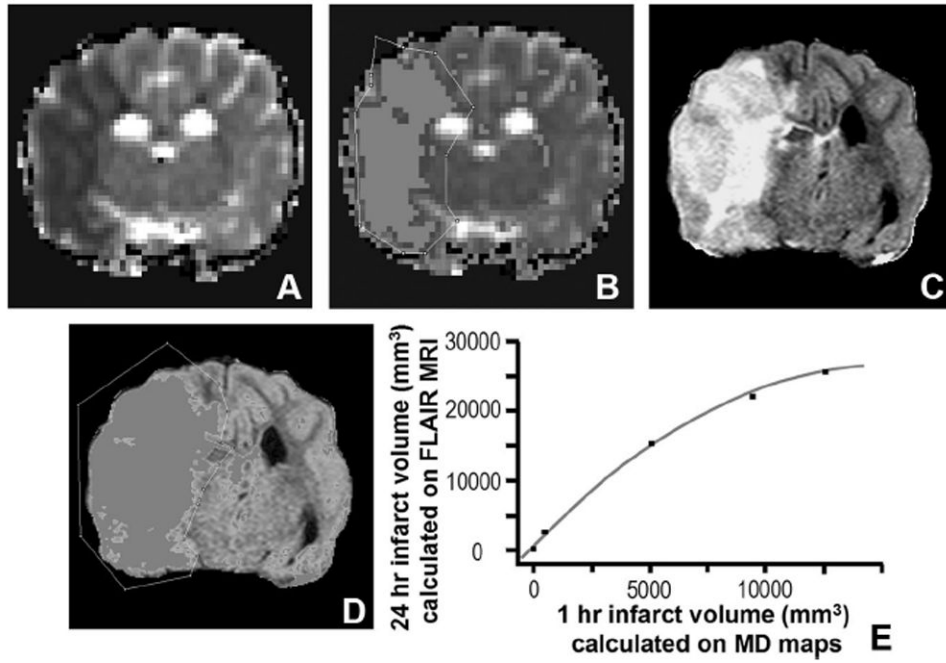 A
B
C
D
24 hr infarct volume (mm³)
calculated on FLAIR MRI
30000
20000
10000
0
0
5000
10000
1 hr infarct volume (mm³)
calculated on MD maps
E